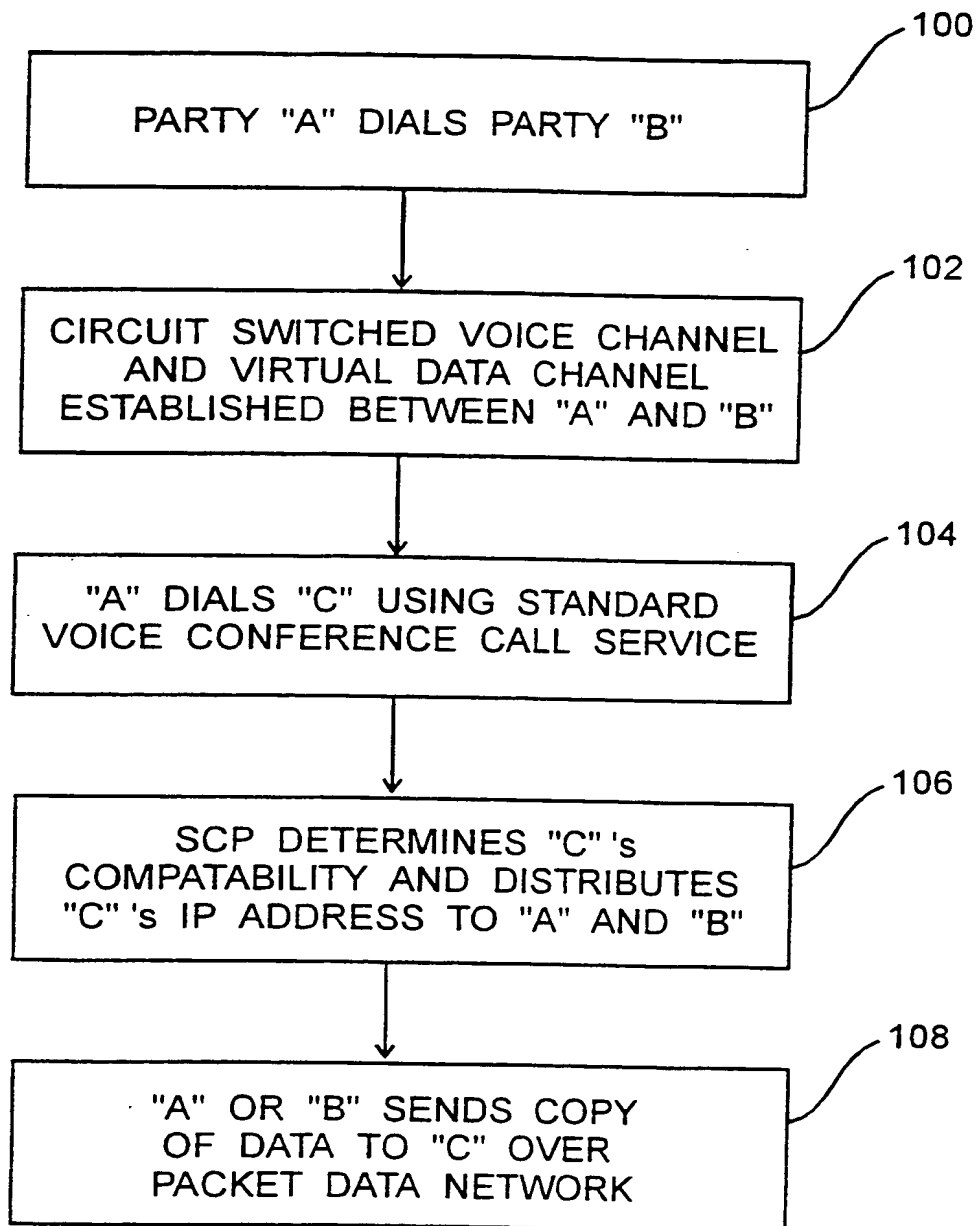 100
PARTY "A" DIALS PARTY "B"
102
CIRCUIT SWITCHED VOICE CHANNEL
AND VIRTUAL DATA CHANNEL
ESTABLISHED BETWEEN "A" AND "B"
104
"A" DIALS "C" USING STANDARD
VOICE CONFERENCE CALL SERVICE
106
SCP DETERMINES "C"'s
COMPATABILITY AND DISTRIBUTES
"C"'s IP ADDRESS TO "A" AND "B"
108
"A" OR "B" SENDS COPY
OF DATA TO "C" OVER
PACKET DATA NETWORK